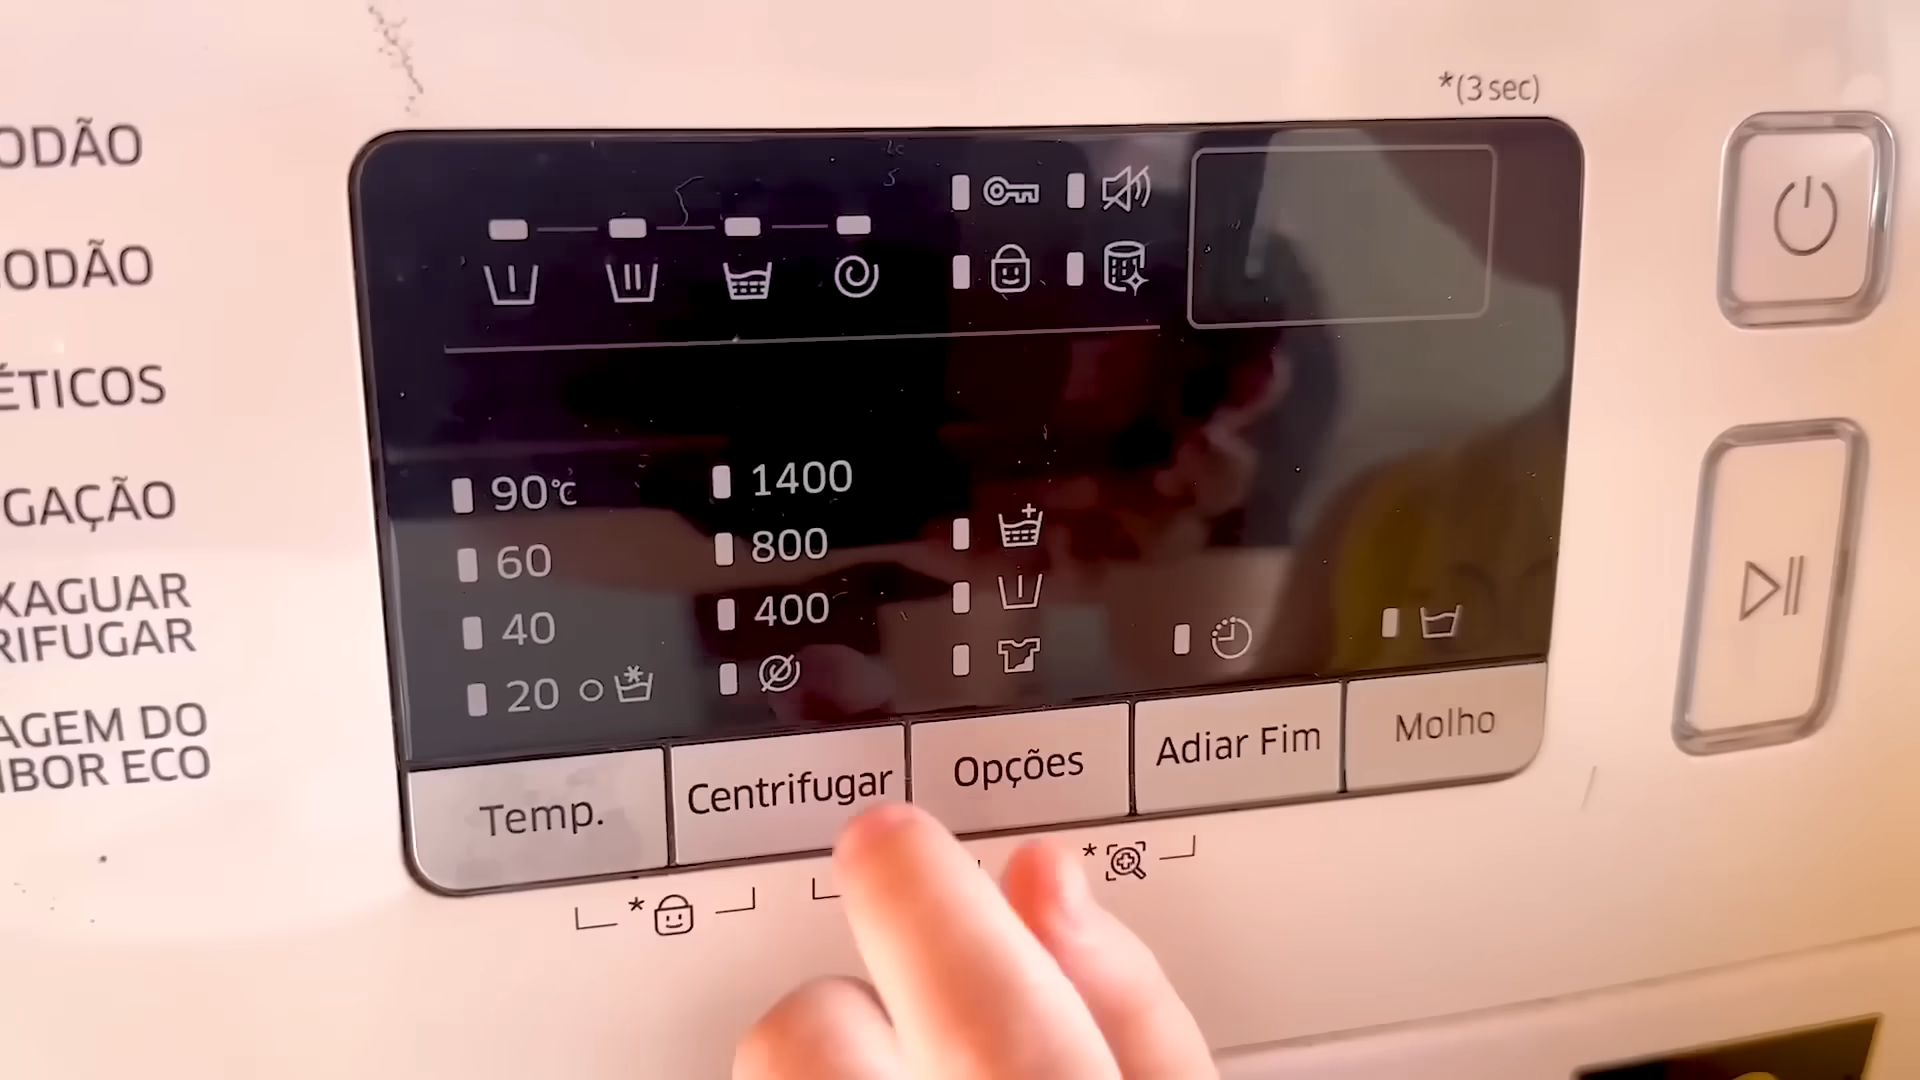 *(3 sec)
ODÃO
ODÃO
ÉTICOS
GAÇÃO
XAGUAR
RIFUGAR
AGEM DO
BOR ECO
90°c
60
40
20
1400
800
400
Temp.
Centrifugar
Opções
Adiar Fim
Molho
*
*